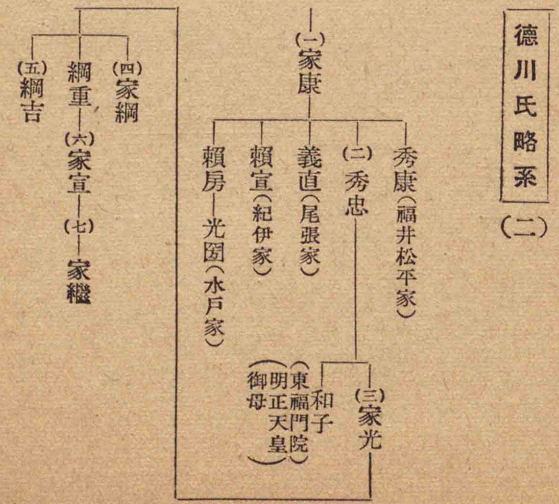 德川氏略系
(二)
(一)家康
秀康(福井松平家)
(二)秀忠
義直(尾張家)
賴宣(紀伊家)
賴房―光圀(水戶家)
(三)家光
和子
(東福門院
明正天皇
御母)
(四)家綱
綱重―(六)家宣―(七)家繼
(五)綱吉